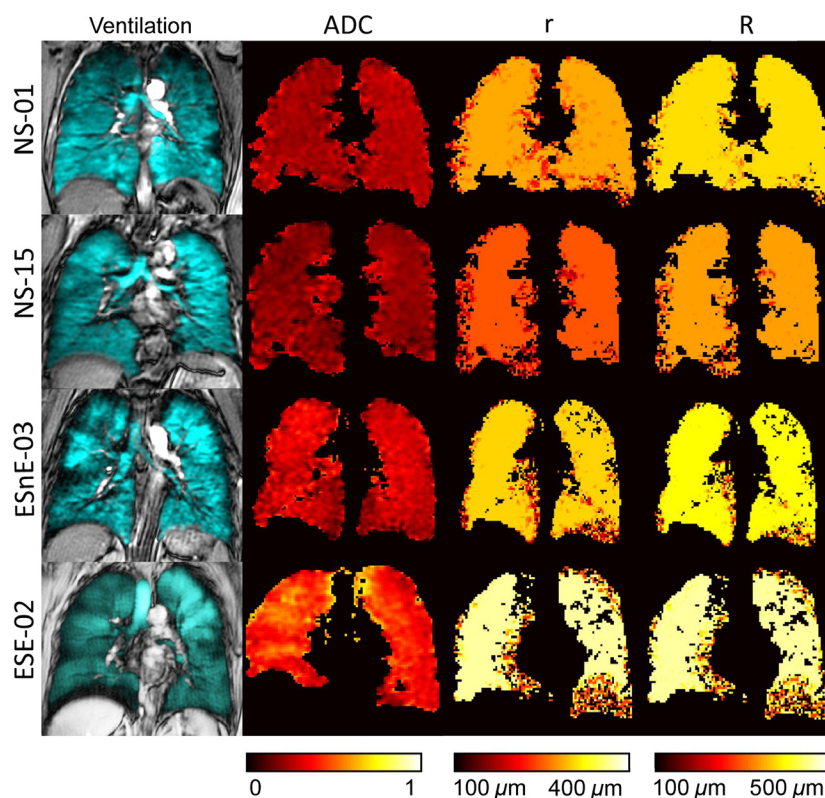 Ventilation ADC r R
NS-01
NS-15
ESnE-03
ESE-02
0 1 100 µm 400 µm 100 µm 500 µm